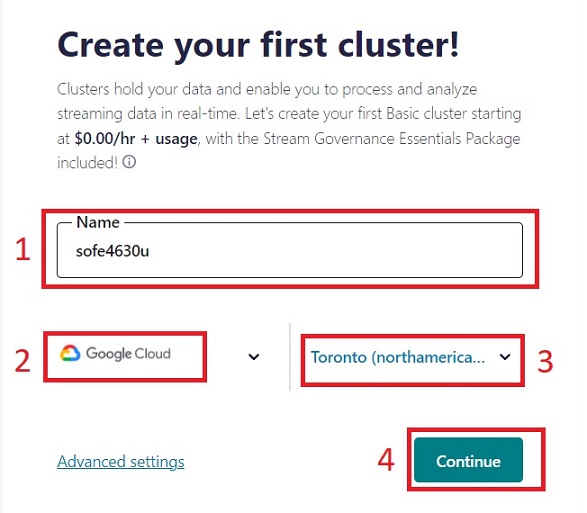 Create your first cluster!
Clusters hold your data and enable you to process and analyze
streaming data in real-time. Let's create your first Basic cluster starting
at $0.00/hr + usage, with the Stream Governance Essentials Package
included!
Name
1
sofe4630u
2
Google Cloud
Toronto (northamerica...
3
Advanced settings
4
Continue